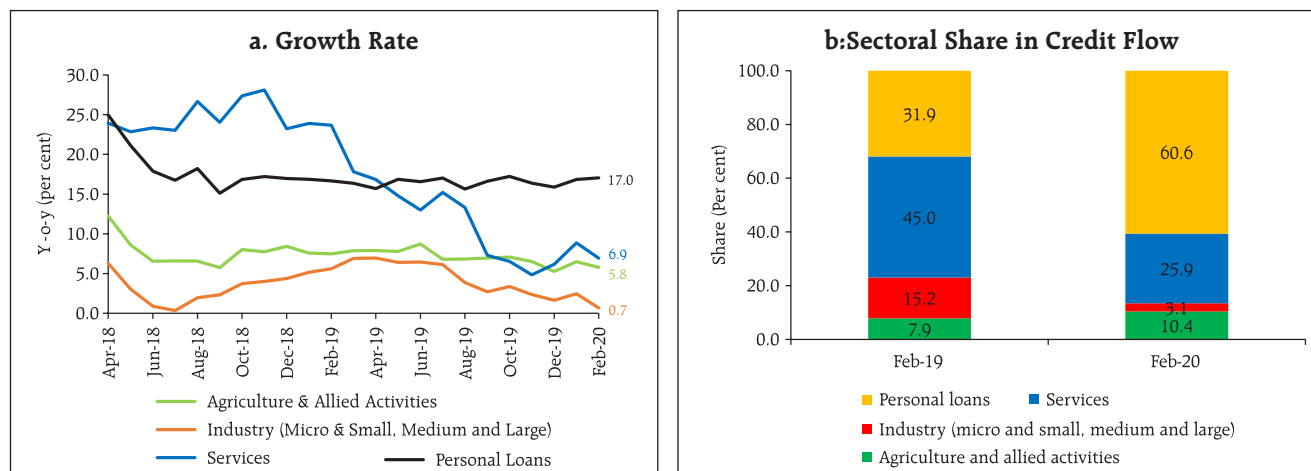 a. Growth Rate
Y-o-y (per cent)
30.0
25.0
20.0
15.0
10.0
5.0
0.0
17.0
6.9
5.8
0.7
Apr-18
Jun-18
Aug-18
Oct-18
Dec-18
Feb-19
Apr-19
Jun-19
Aug-19
Oct-19
Dec-19
Feb-20
Agriculture & Allied Activities
Industry (Micro & Small, Medium and Large)
Services Personal Loans
b:Sectoral Share in Credit Flow
Share (Per cent)
100.0
80.0
60.0
40.0
20.0
0.0
31.9
45.0
15.2
7.9
60.6
25.9
3.1
10.4
Feb-19 Feb-20
Personal loans Services
Industry (micro and small, medium and large)
Agriculture and allied activities